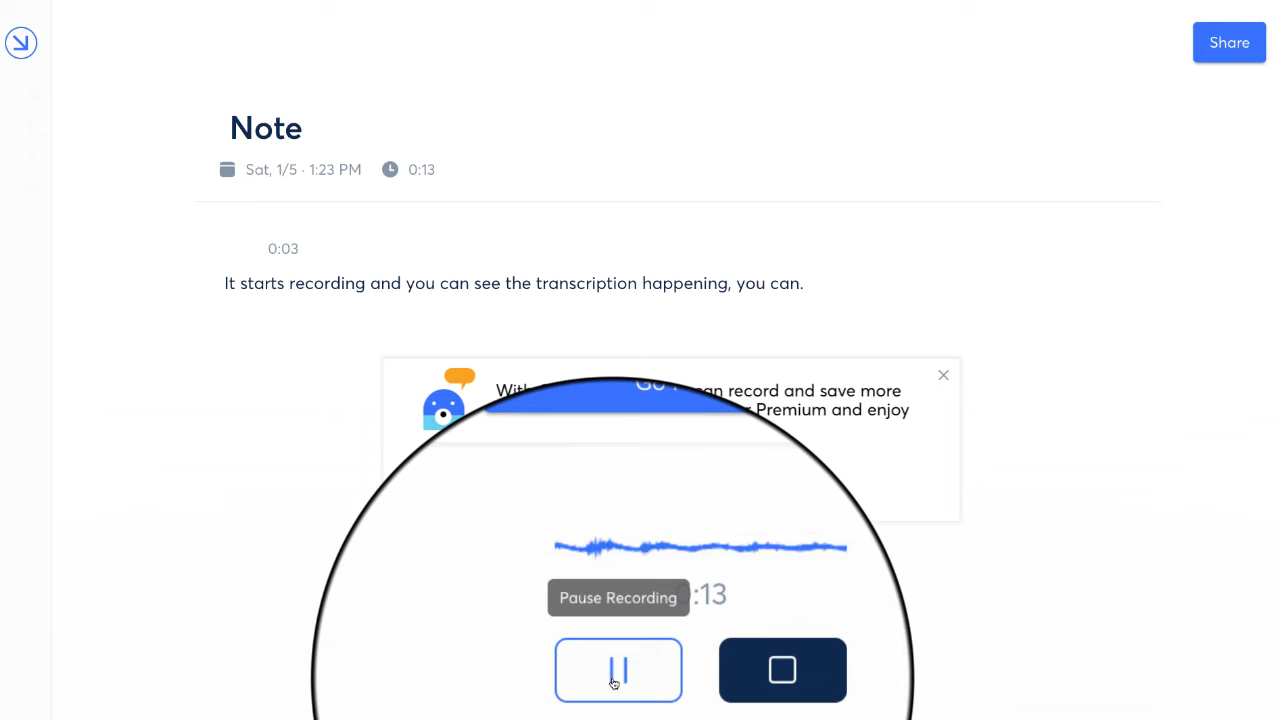 Share
Note
Sat, 1/5 · 1:23 PM 0:13
0:03
It starts recording and you can see the transcription happening, you can.
can record and save more
Premium and enjoy
Pause Recording :13